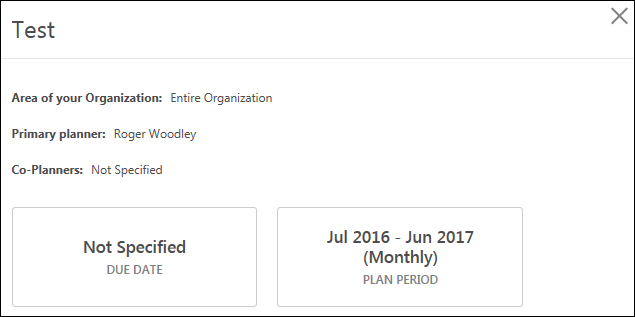 Test
Area of your Organization: Entire Organization
Primary planner: Roger Woodley
Co-Planners: Not Specified
Not Specified
DUE DATE
Jul 2016 - Jun 2017
(Monthly)
PLAN PERIOD